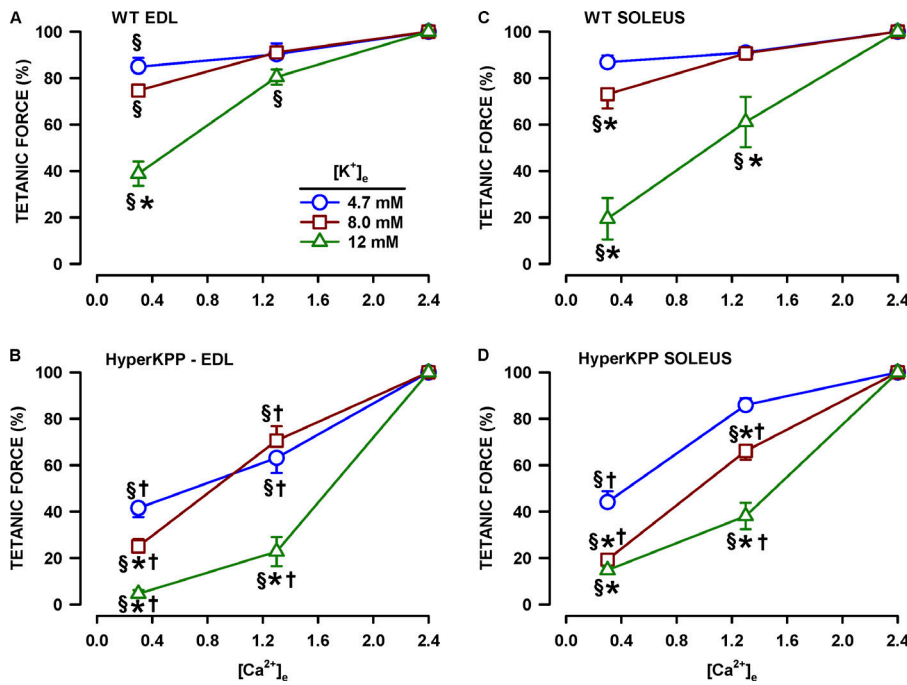 A WT EDL
TETANIC FORCE (%)
100
80
60
40
20
0
§
§
§
§*
[K+]e
4.7 mM
8.0 mM
12 mM
0.0 0.4 0.8 1.2 1.6 2.0 2.4
C WT SOLEUS
TETANIC FORCE (%)
100
80
60
40
20
0
§*
§*
§*
0.0 0.4 0.8 1.2 1.6 2.0 2.4
B HyperKPP - EDL
TETANIC FORCE (%)
100
80
60
40
20
0
§†
§†
§†
§*†
§*†
§*†
0.0 0.4 0.8 1.2 1.6 2.0 2.4
[Ca2+]e
D HyperKPP SOLEUS
TETANIC FORCE (%)
100
80
60
40
20
0
§*†
§†
§*†
§*†
§*
0.0 0.4 0.8 1.2 1.6 2.0 2.4
[Ca2+]e